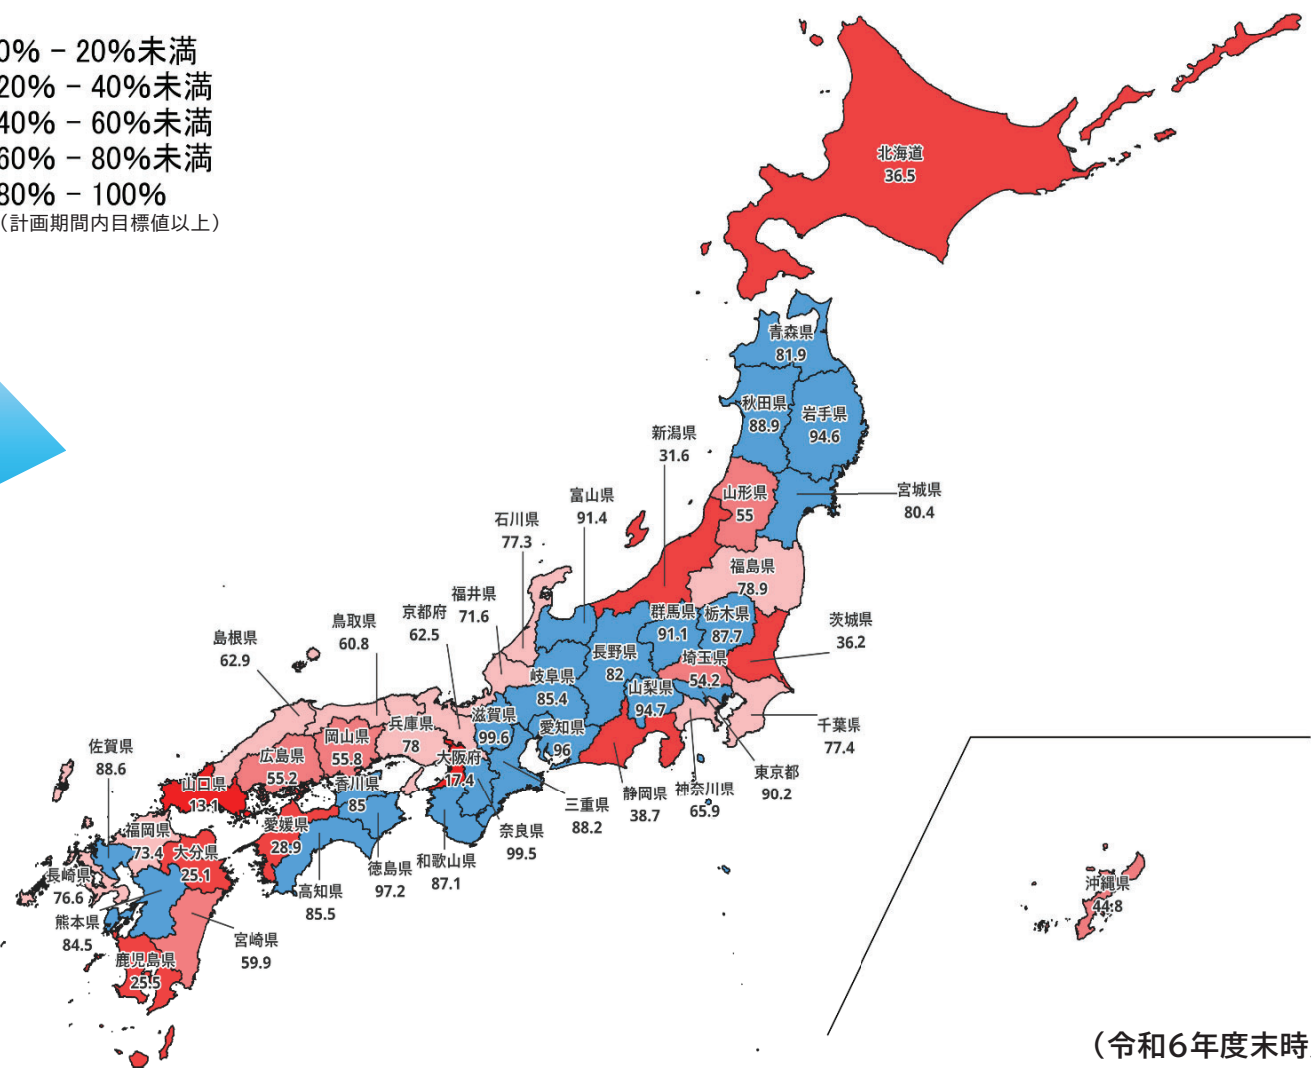 0% - 20%未満
20% - 40%未満
40% - 60%未満
60% - 80%未満
80% - 100%
（計画期間内目標値以上）
北海道
36.5
青森県
81.9
秋田県
88.9
岩手県
94.6
新潟県
31.6
山形県
55
宮城県
80.4
富山県
91.4
石川県
77.3
福島県
78.9
福井県
71.6
京都府
62.5
鳥取県
60.8
島根県
62.9
群馬県
91.1
栃木県
87.7
茨城県
36.2
長野県
82
埼玉県
54.2
岐阜県
85.4
山梨県
94.7
滋賀県
99.6
愛知県
96
千葉県
77.4
兵庫県
78
岡山県
55.8
広島県
55.2
佐賀県
88.6
大阪府
17.4
東京都
90.2
山口県
13.1
香川県
85
三重県
88.2
静岡県
38.7
神奈川県
65.9
福岡県
73.4
愛媛県
28.9
奈良県
99.5
大分県
25.1
長崎県
76.6
徳島県
97.2
和歌山県
87.1
高知県
85.5
熊本県
84.5
宮崎県
59.9
鹿児島県
25.5
沖縄県
44.8
（令和6年度末時